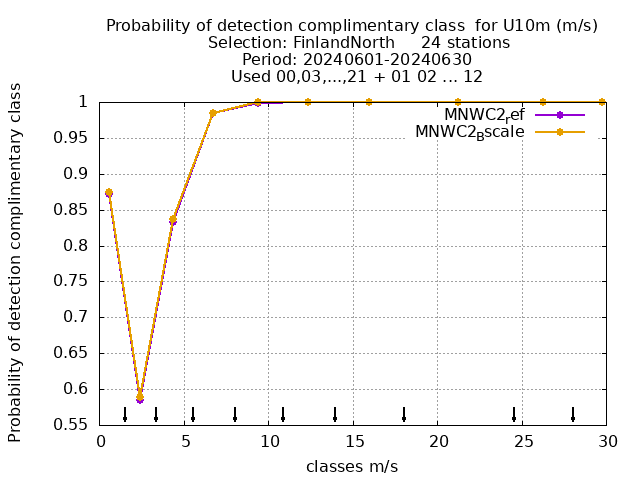 Probability of detection complimentary class  for U10m (m/s)
Selection: FinlandNorth     24 stations
Period: 20240601-20240630
Used 00,03,...,21 + 01 02 ... 12
Probability of detection complimentary class
1
0.95
0.9
0.85
0.8
0.75
0.7
0.65
0.6
0.55
MNWC2ref
MNWC2Bscale
0 5 10 15 20 25 30
classes m/s